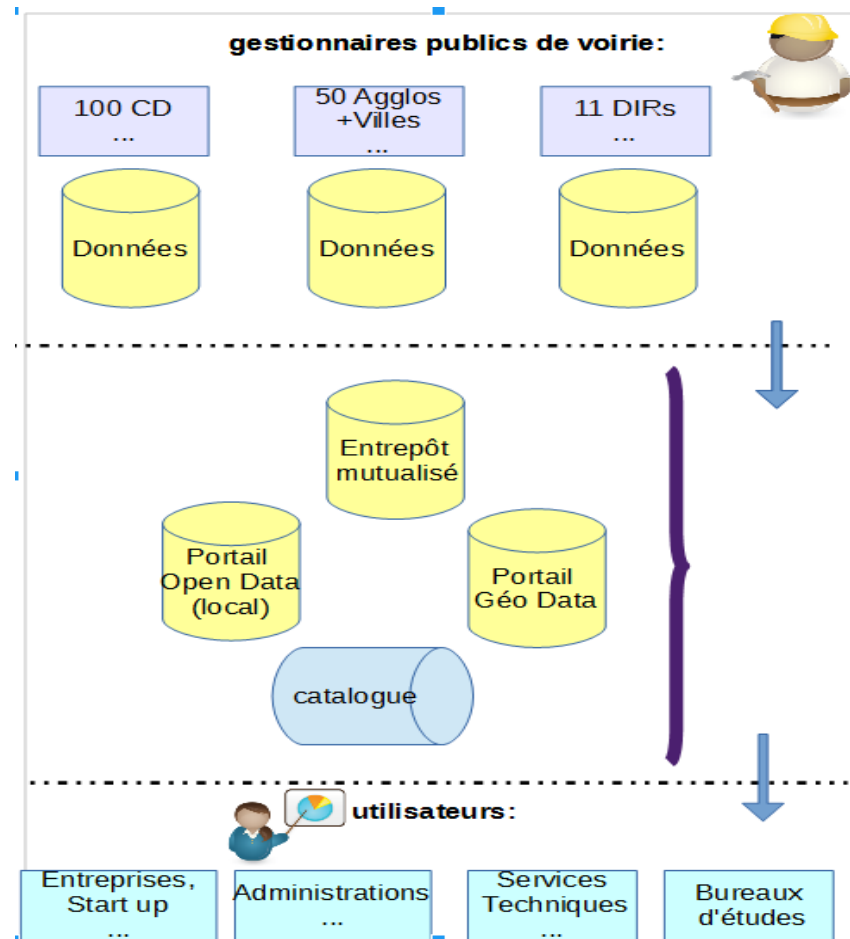 gestionnaires publics de voirie:
100 CD
...
50 Agglos
+Villes
...
11 DIRs
...
Données
Données
Données
Entrepôt
mutualisé
Portail
Open Data
(local)
Portail
Géo Data
catalogue
utilisateurs:
Entreprises,
Start up
...
Administrations
...
Services
Techniques
...
Bureaux
d'études